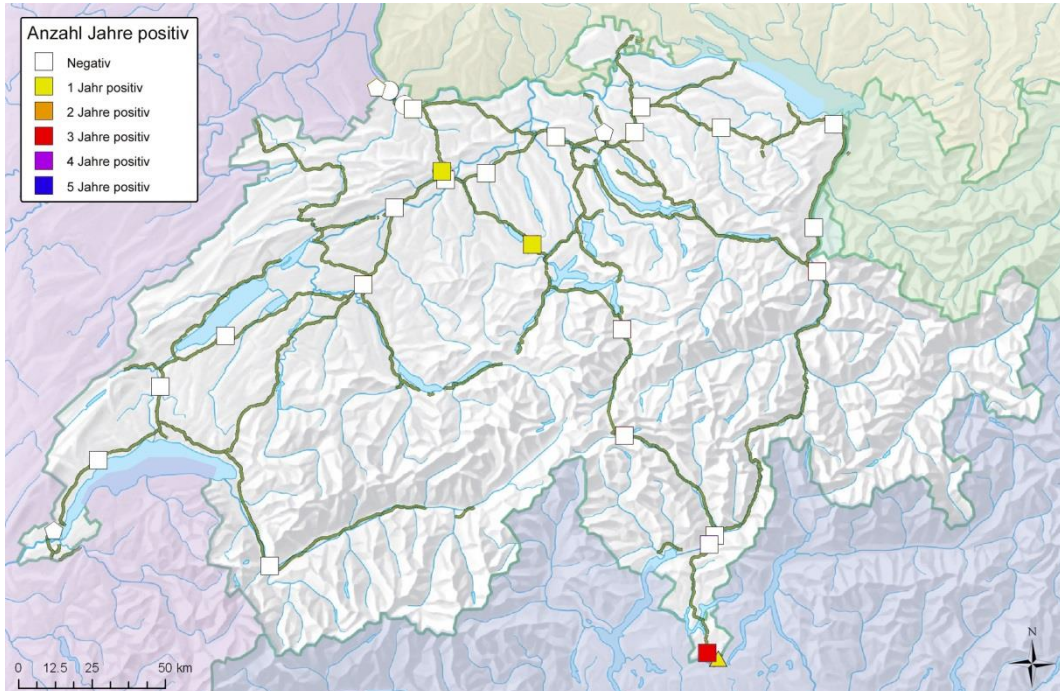 Anzahl Jahre positiv
Negativ
1 Jahr positiv
2 Jahre positiv
3 Jahre positiv
4 Jahre positiv
5 Jahre positiv
0 12.5 25 50 km
N